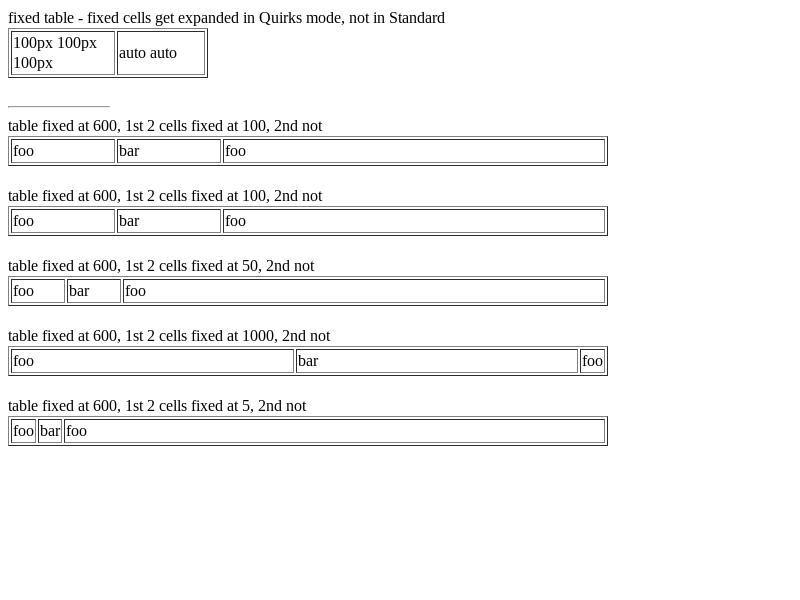 fixed table - fixed cells get expanded in Quirks mode, not in Standard
100px 100px
100px
auto auto
table fixed at 600, 1st 2 cells fixed at 100, 2nd not
foo bar foo
table fixed at 600, 1st 2 cells fixed at 100, 2nd not
foo bar foo
table fixed at 600, 1st 2 cells fixed at 50, 2nd not
foo bar foo
table fixed at 600, 1st 2 cells fixed at 1000, 2nd not
foo bar foo
table fixed at 600, 1st 2 cells fixed at 5, 2nd not
foo bar foo